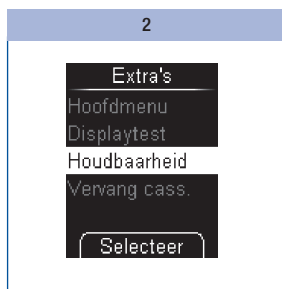 2
Extra's
Hoofdmenu
Displaytest
Houdbaarheid
Vervang cass.
Selecteer